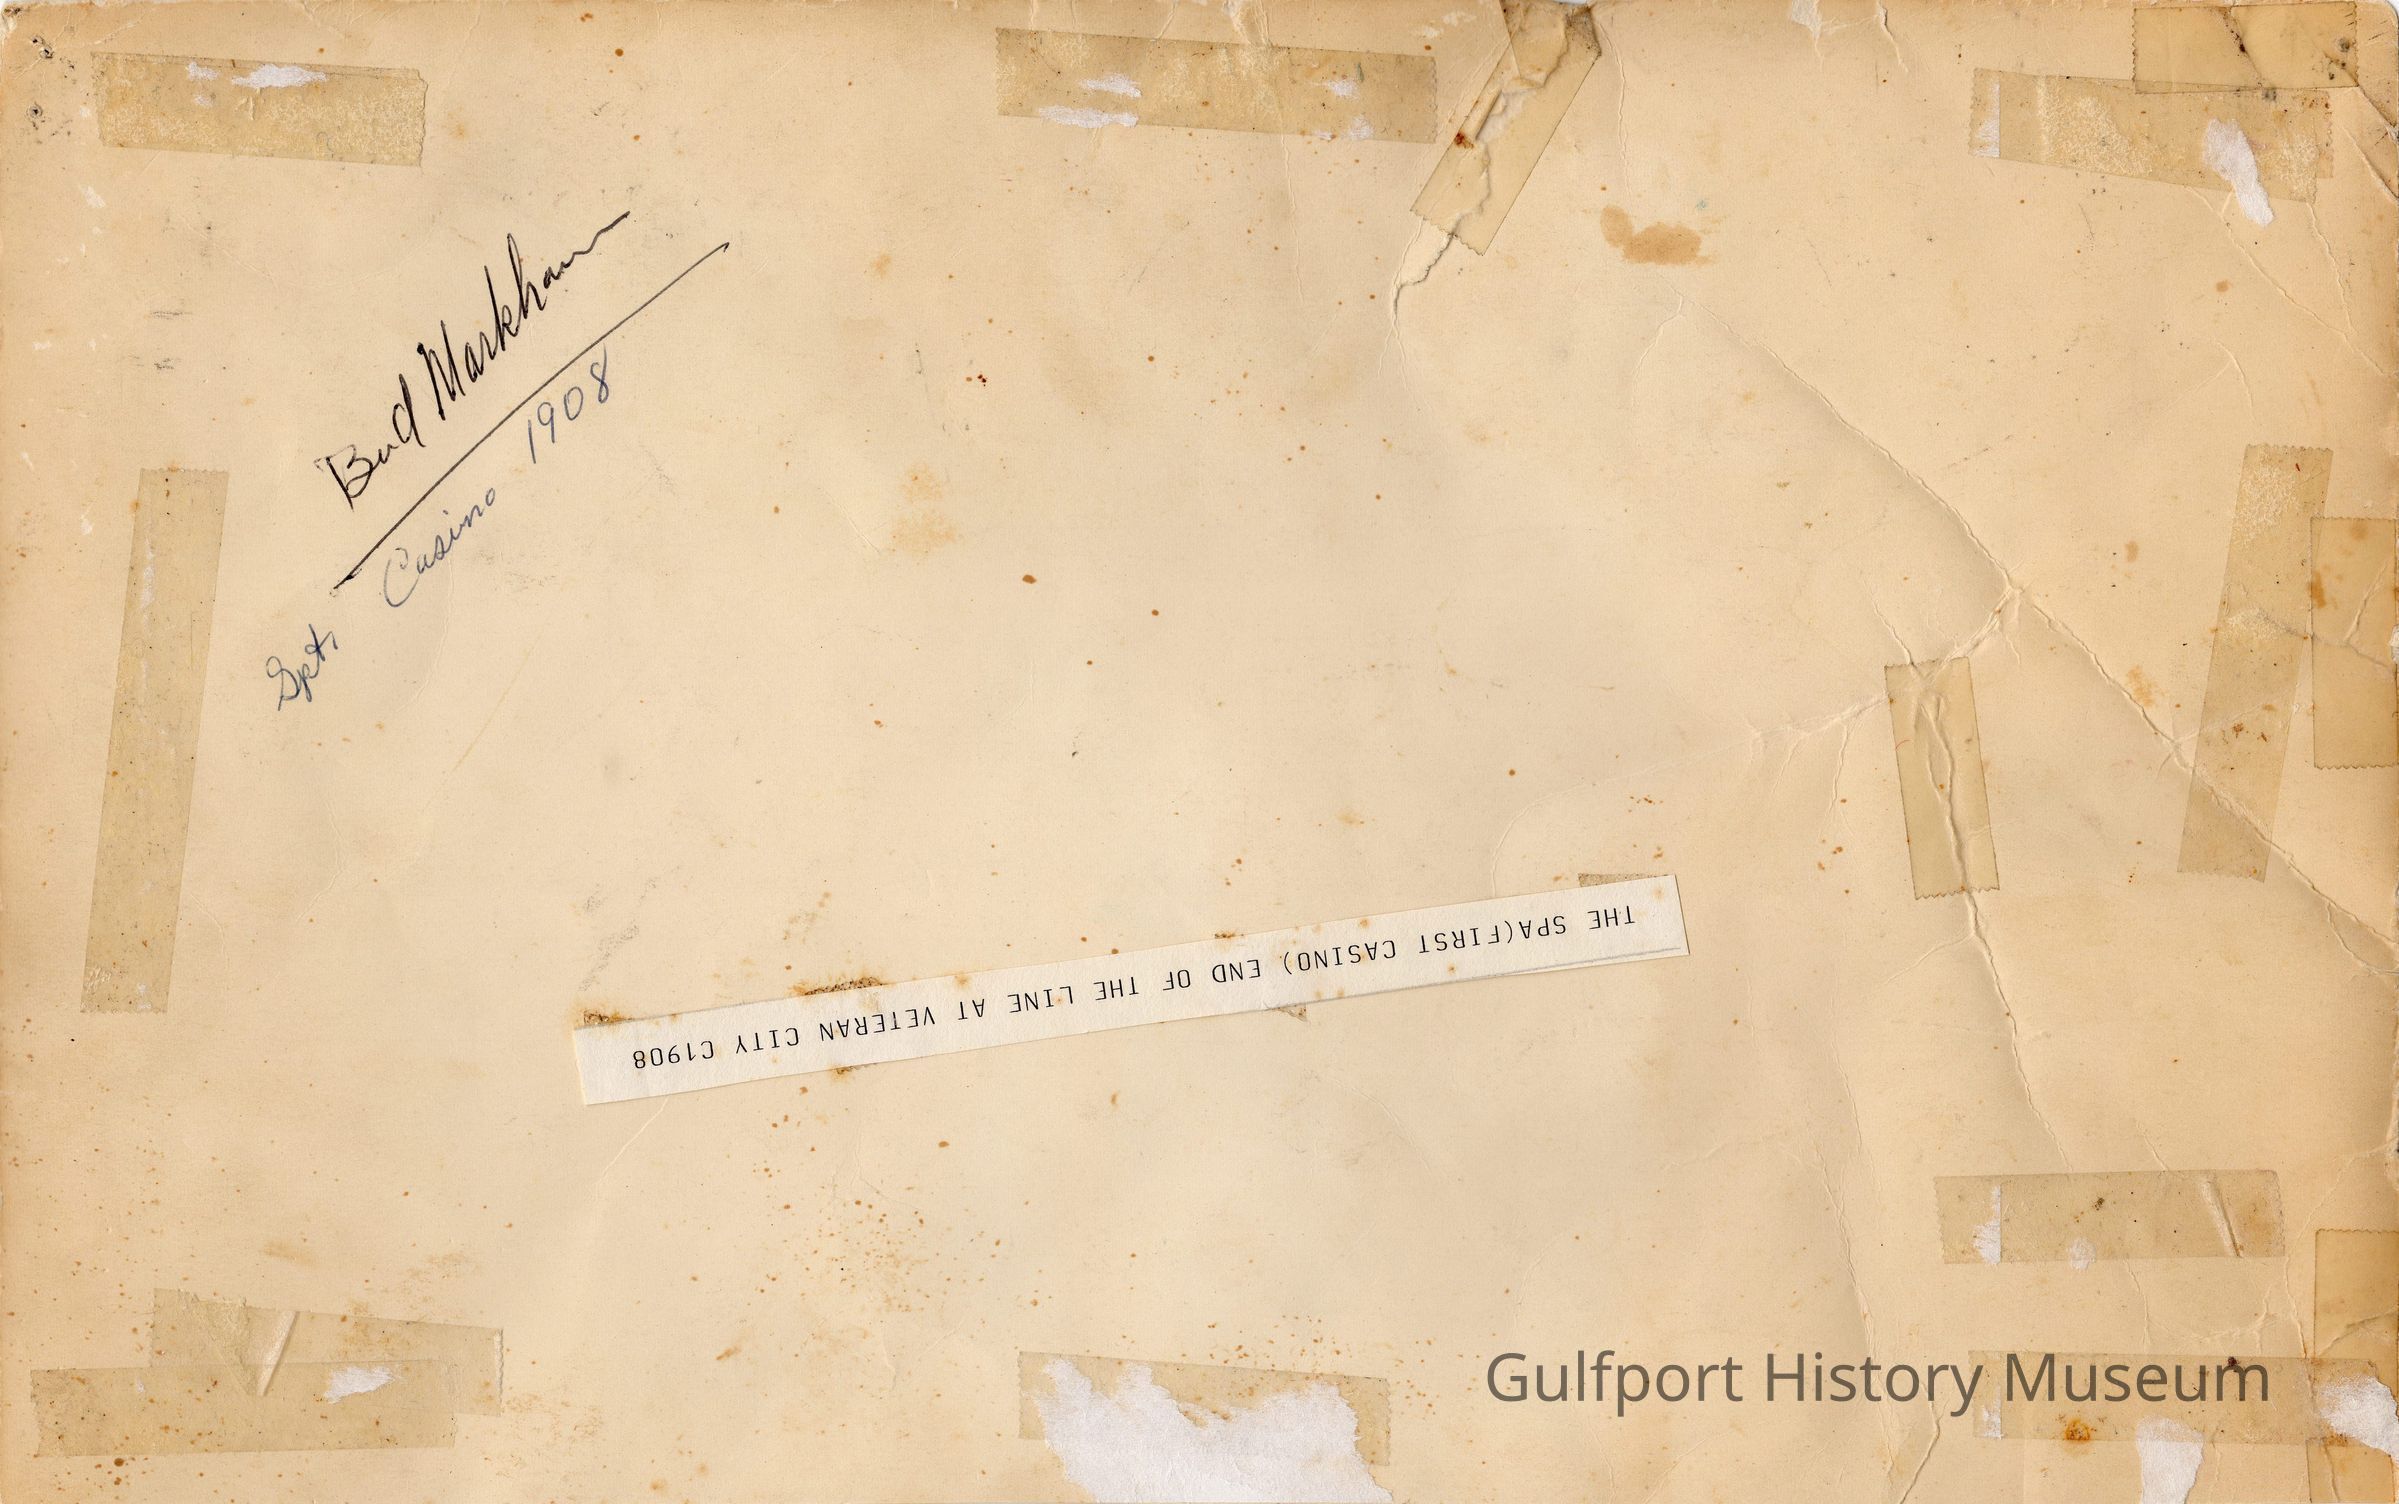 Bud Markham
Casino 1908
Spt.
THE SPA(FIRST CASINO) END OF THE LINE AT VETERAN CITY C1908
Gulfport History Museum